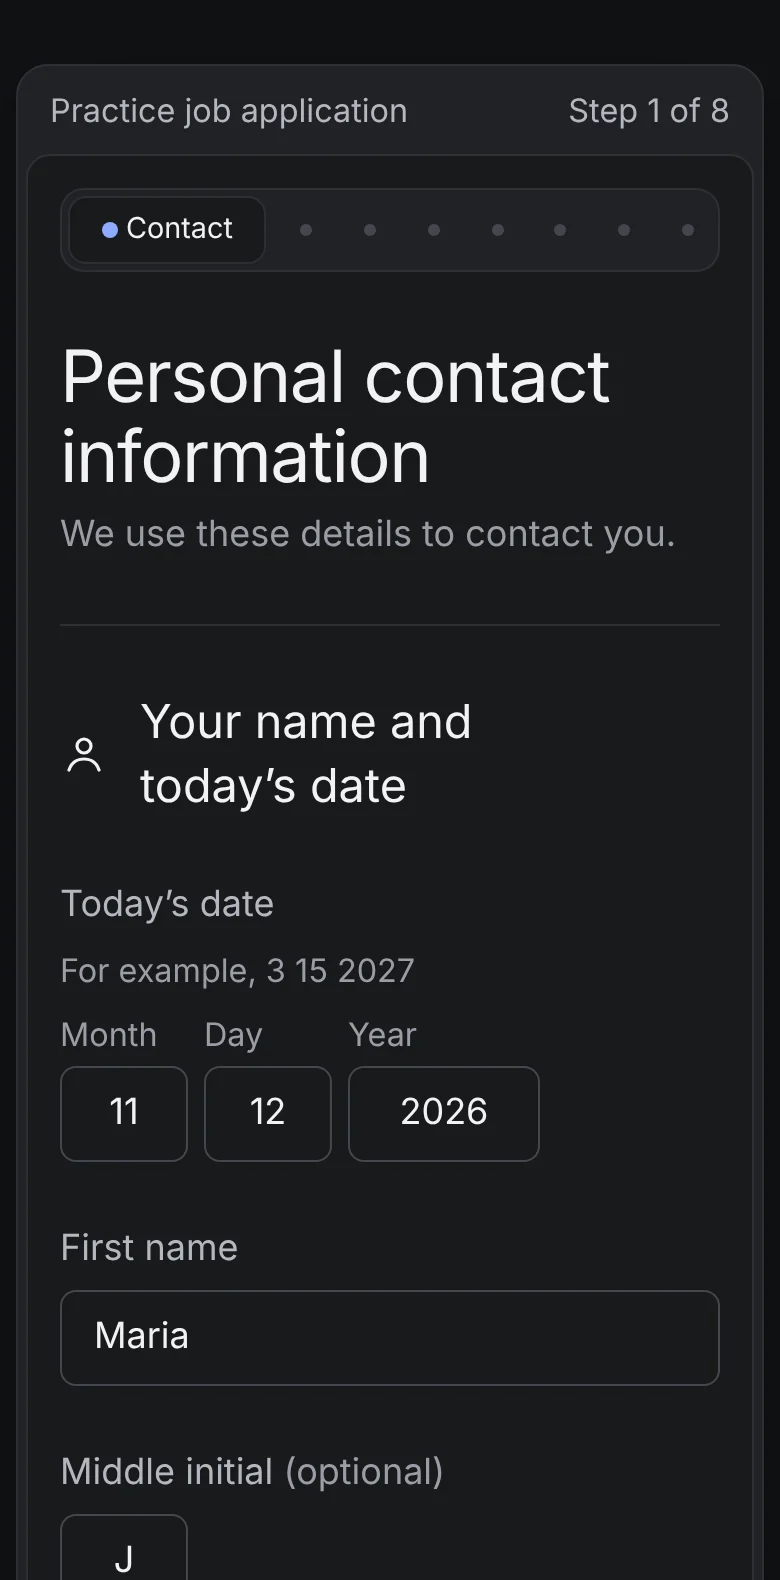 Practice job application
Step 1 of 8
Contact
Personal contact
information
We use these details to contact you.
Your name and
today’s date
Today’s date
For example, 3 15 2027
Month Day Year
11 12 2026
First name
Maria
Middle initial (optional)
J